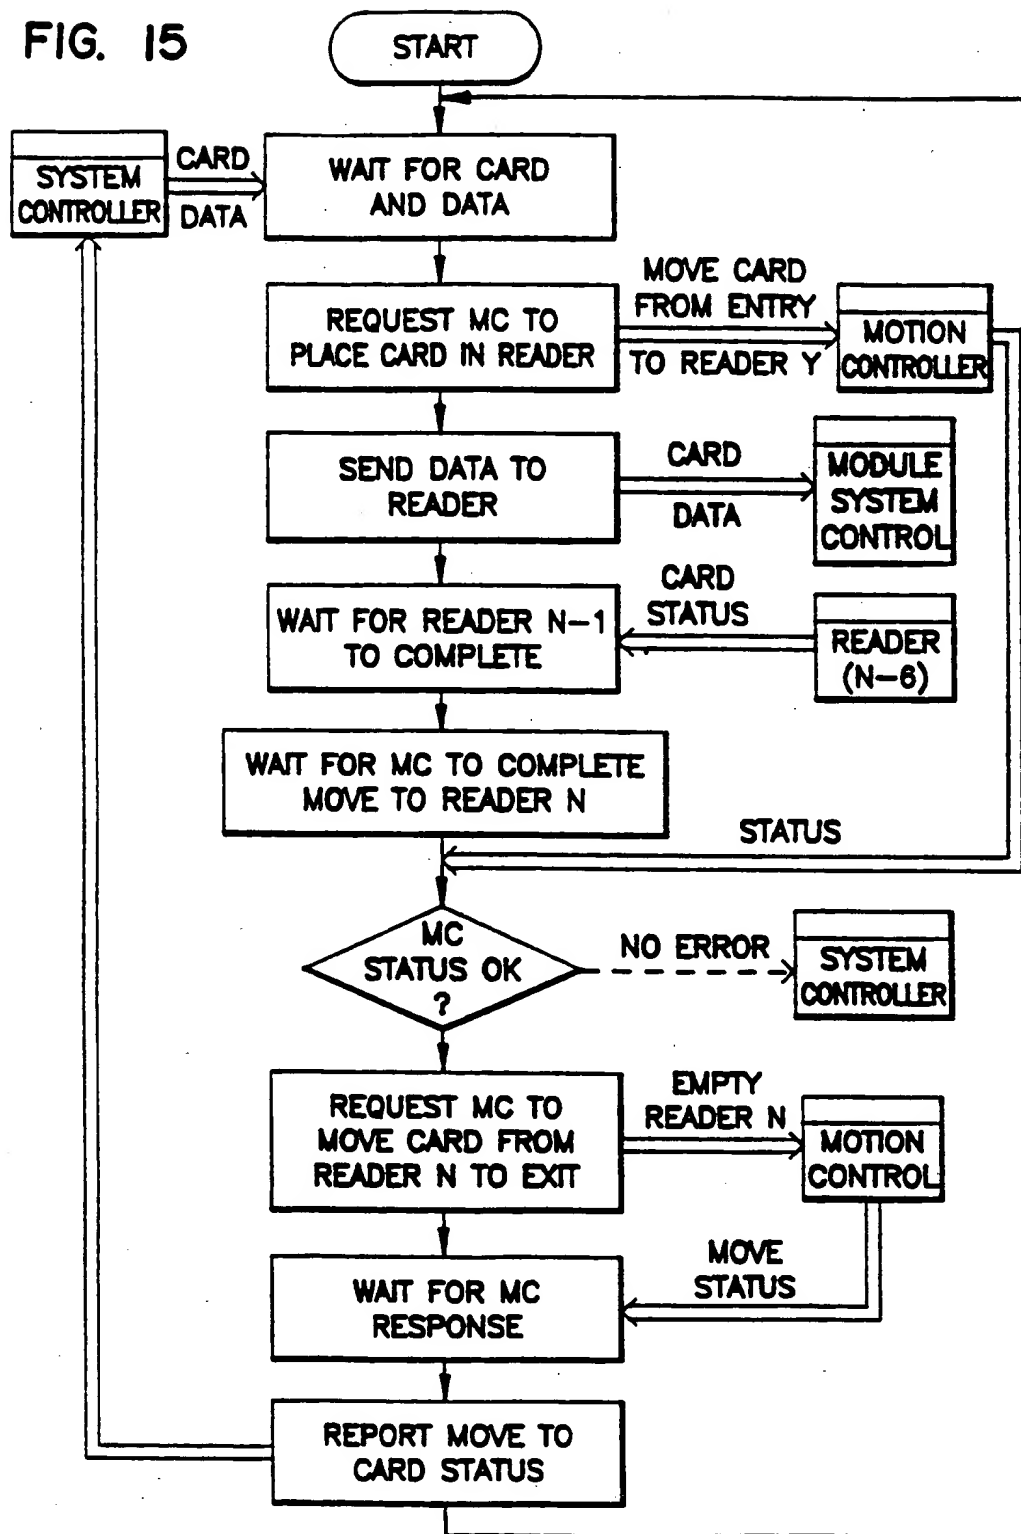 FIG. 15
START
SYSTEM
CONTROLLER
CARD
DATA
WAIT FOR CARD
AND DATA
REQUEST MC TO
PLACE CARD IN READER
MOVE CARD
FROM ENTRY
TO READER Y
MOTION
CONTROLLER
SEND DATA TO
READER
CARD
DATA
MODULE
SYSTEM
CONTROL
WAIT FOR READER N-1
TO COMPLETE
CARD
STATUS
READER
(N-6)
WAIT FOR MC TO COMPLETE
MOVE TO READER N
STATUS
MC
STATUS OK
?
NO ERROR
SYSTEM
CONTROLLER
REQUEST MC TO
MOVE CARD FROM
READER N TO EXIT
EMPTY
READER N
MOTION
CONTROL
WAIT FOR MC
RESPONSE
MOVE
STATUS
REPORT MOVE TO
CARD STATUS